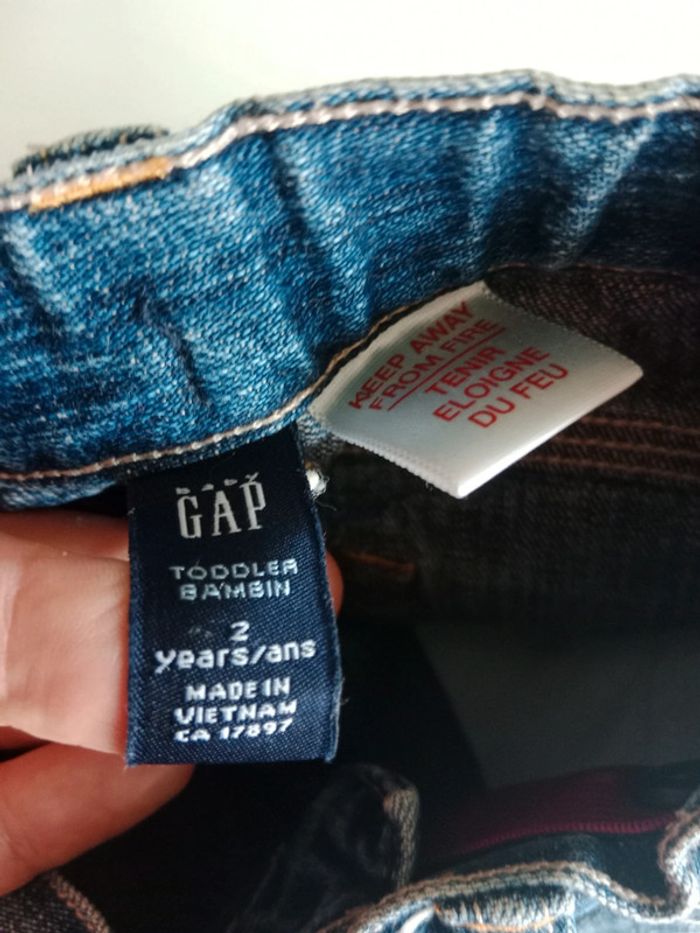 KEEP AWAY
FROM FIRE
TENIR
ELOIGNE
DU FEU
BABY
GAP
TODDLER
BAMBIN
2
years/ans
MADE IN
VIETNAM
CA 17897